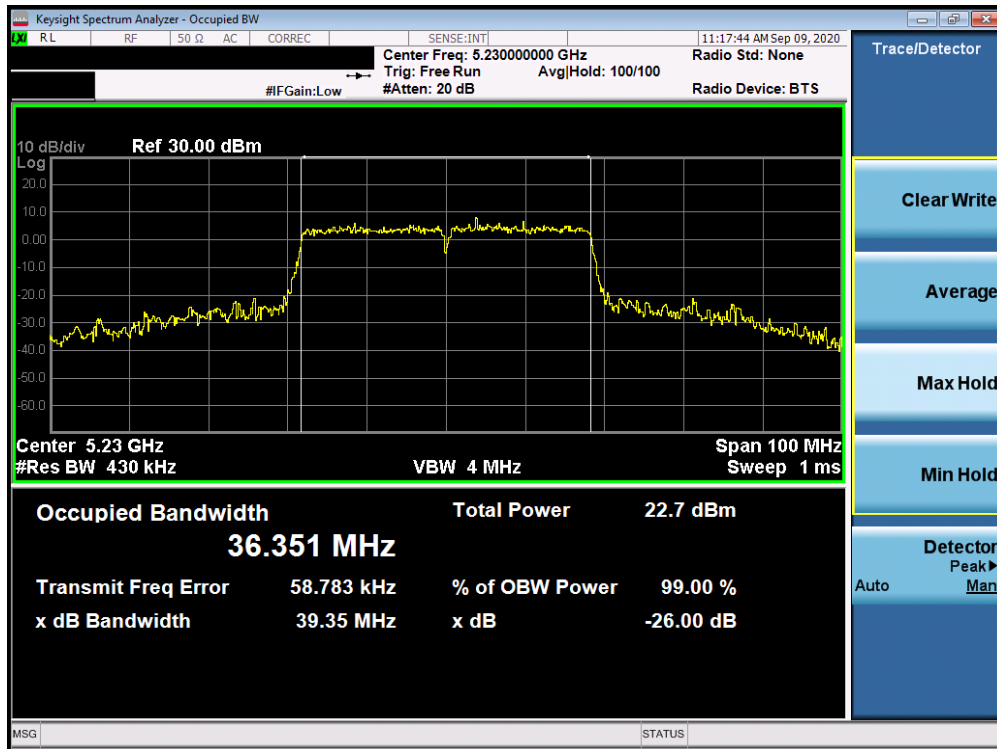 Keysight Spectrum Analyzer - Occupied BW
LXI RL RF 50 Ω AC CORREC SENSE:INT 11:17:44 AM Sep 09, 2020
Center Freq: 5.230000000 GHz Radio Std: None
Trig: Free Run Avg|Hold: 100/100
#IFGain:Low #Atten: 20 dB Radio Device: BTS
10 dB/div Ref 30.00 dBm
Log
20.0
10.0
0.00
-10.0
-20.0
-30.0
-40.0
-50.0
-60.0
Center 5.23 GHz Span 100 MHz
#Res BW 430 kHz VBW 4 MHz Sweep 1 ms
Occupied Bandwidth Total Power 22.7 dBm
36.351 MHz
Transmit Freq Error 58.783 kHz % of OBW Power 99.00 %
x dB Bandwidth 39.35 MHz x dB -26.00 dB
MSG STATUS
Trace/Detector
Clear Write
Average
Max Hold
Min Hold
Detector
Peak▶
Auto Man